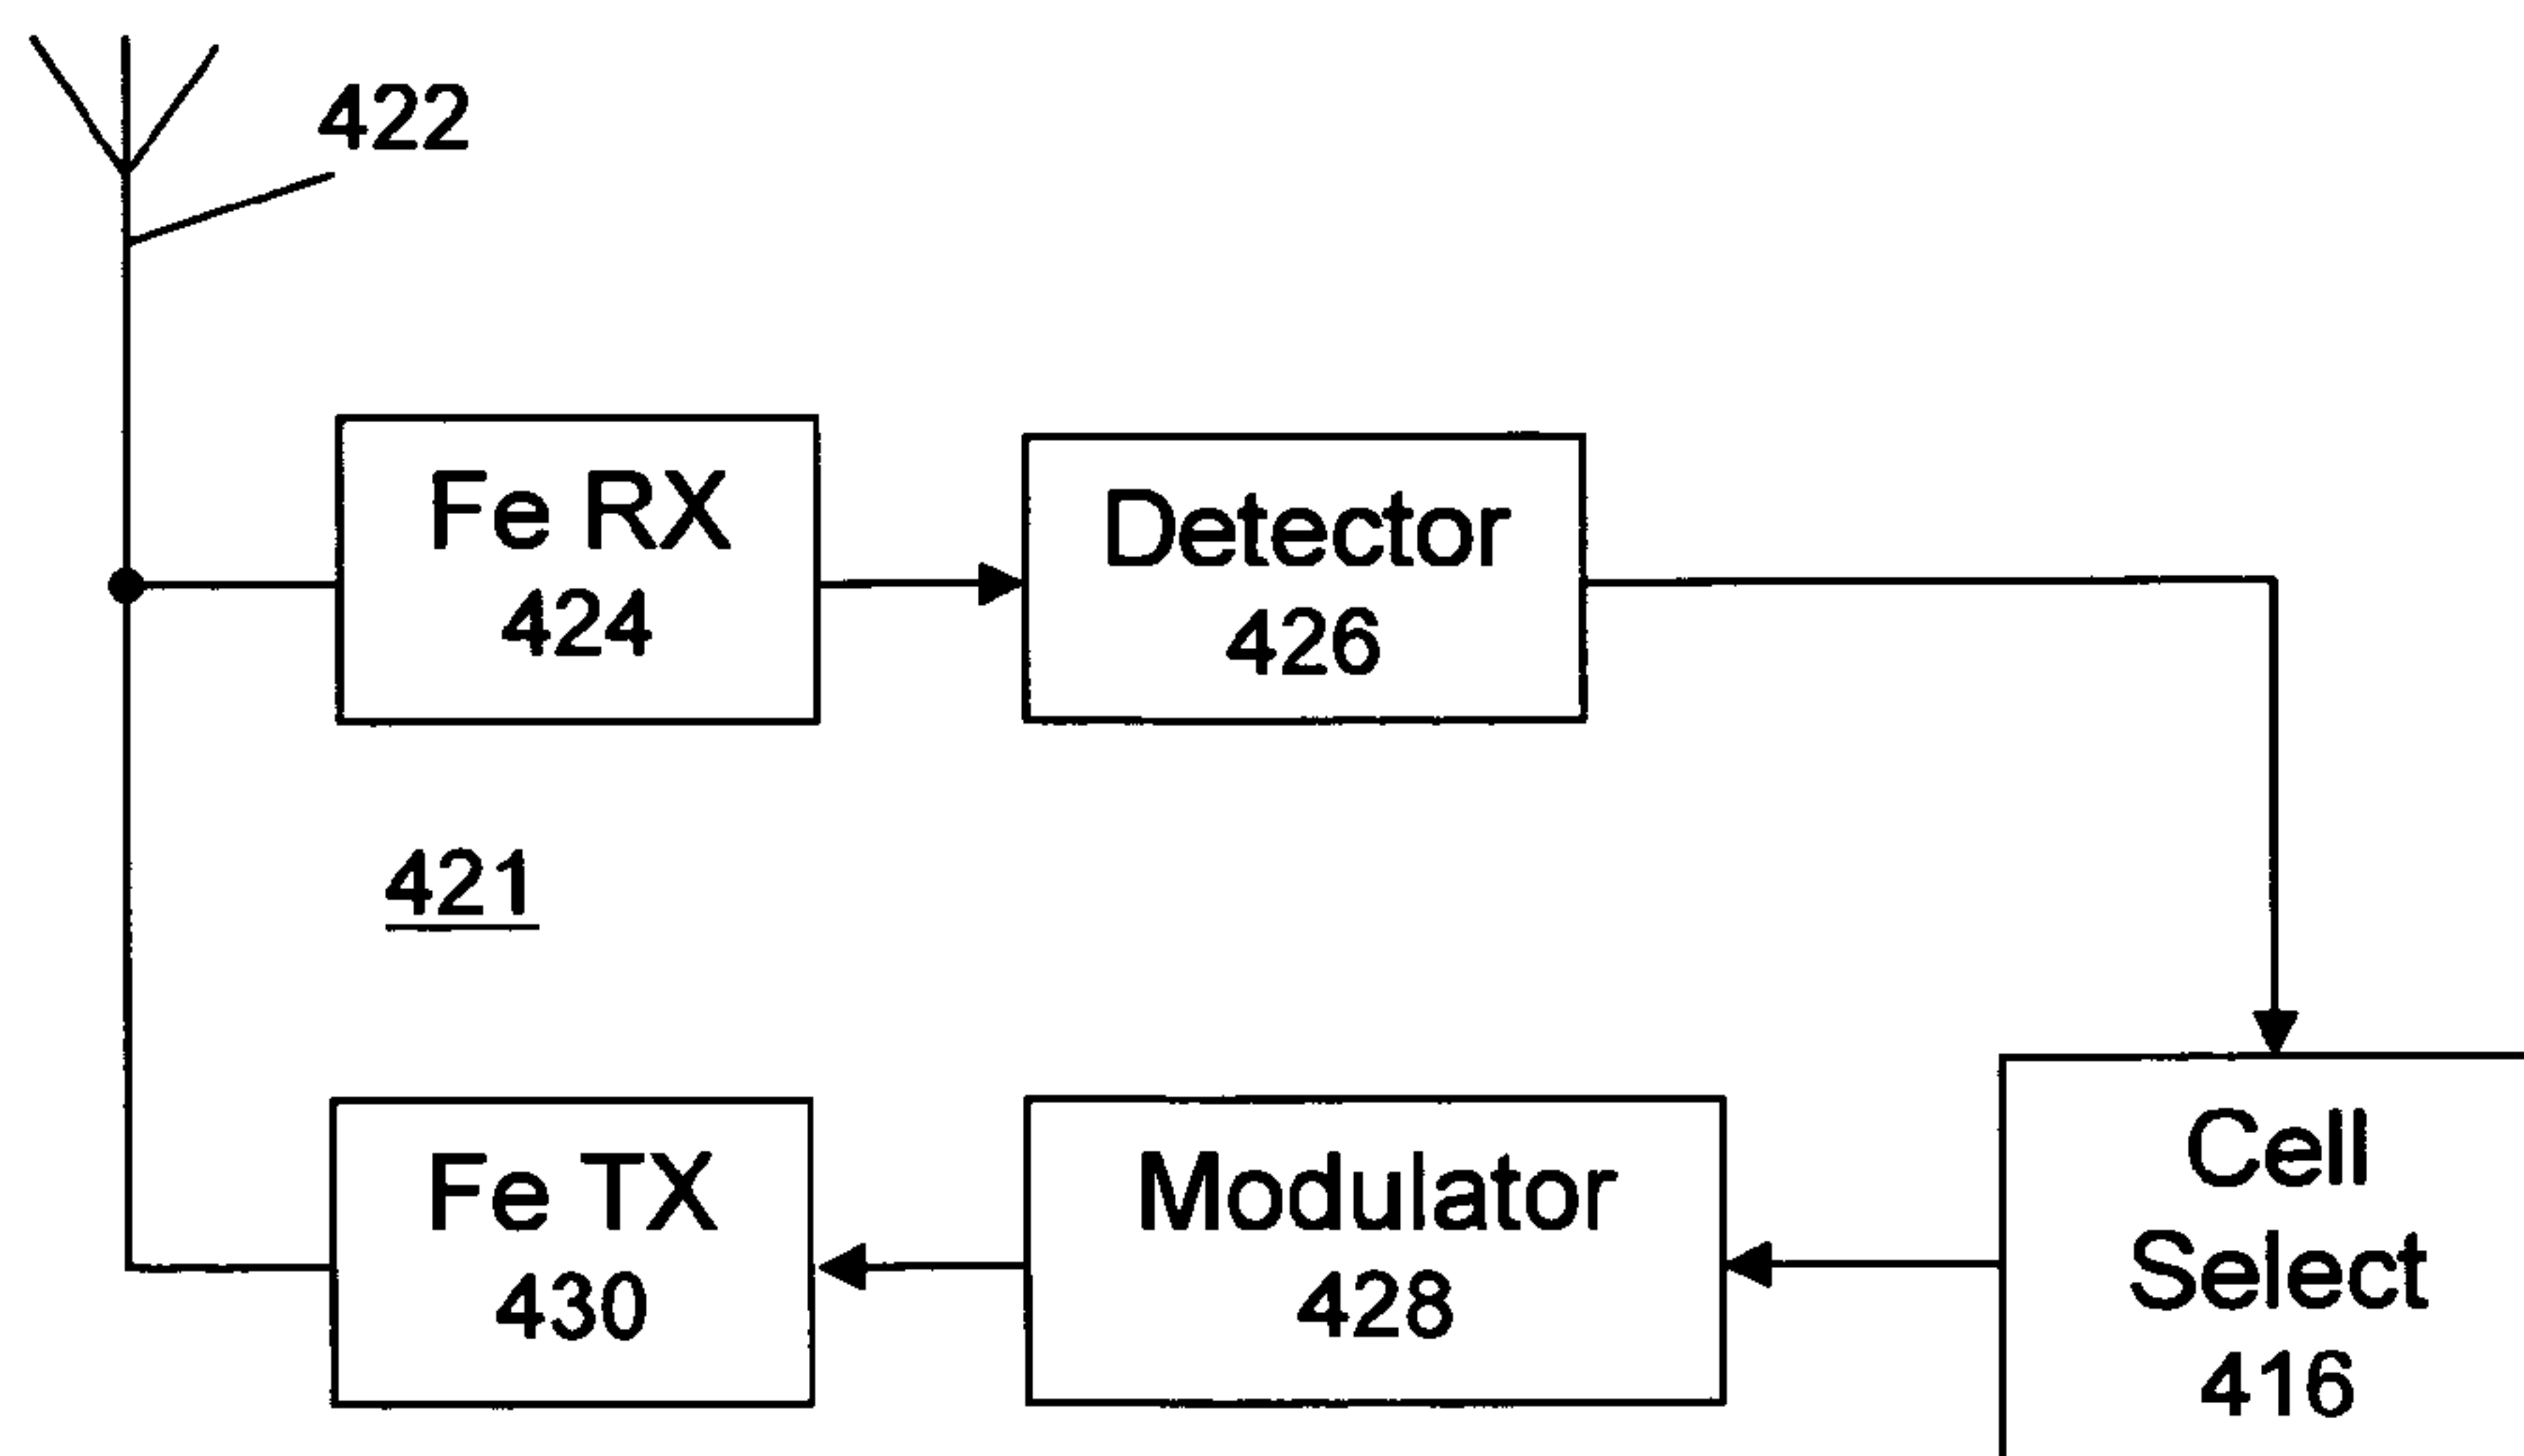 422
Fe RX
424
Detector
426
421
Fe TX
430
Modulator
428
Cell
Select
416